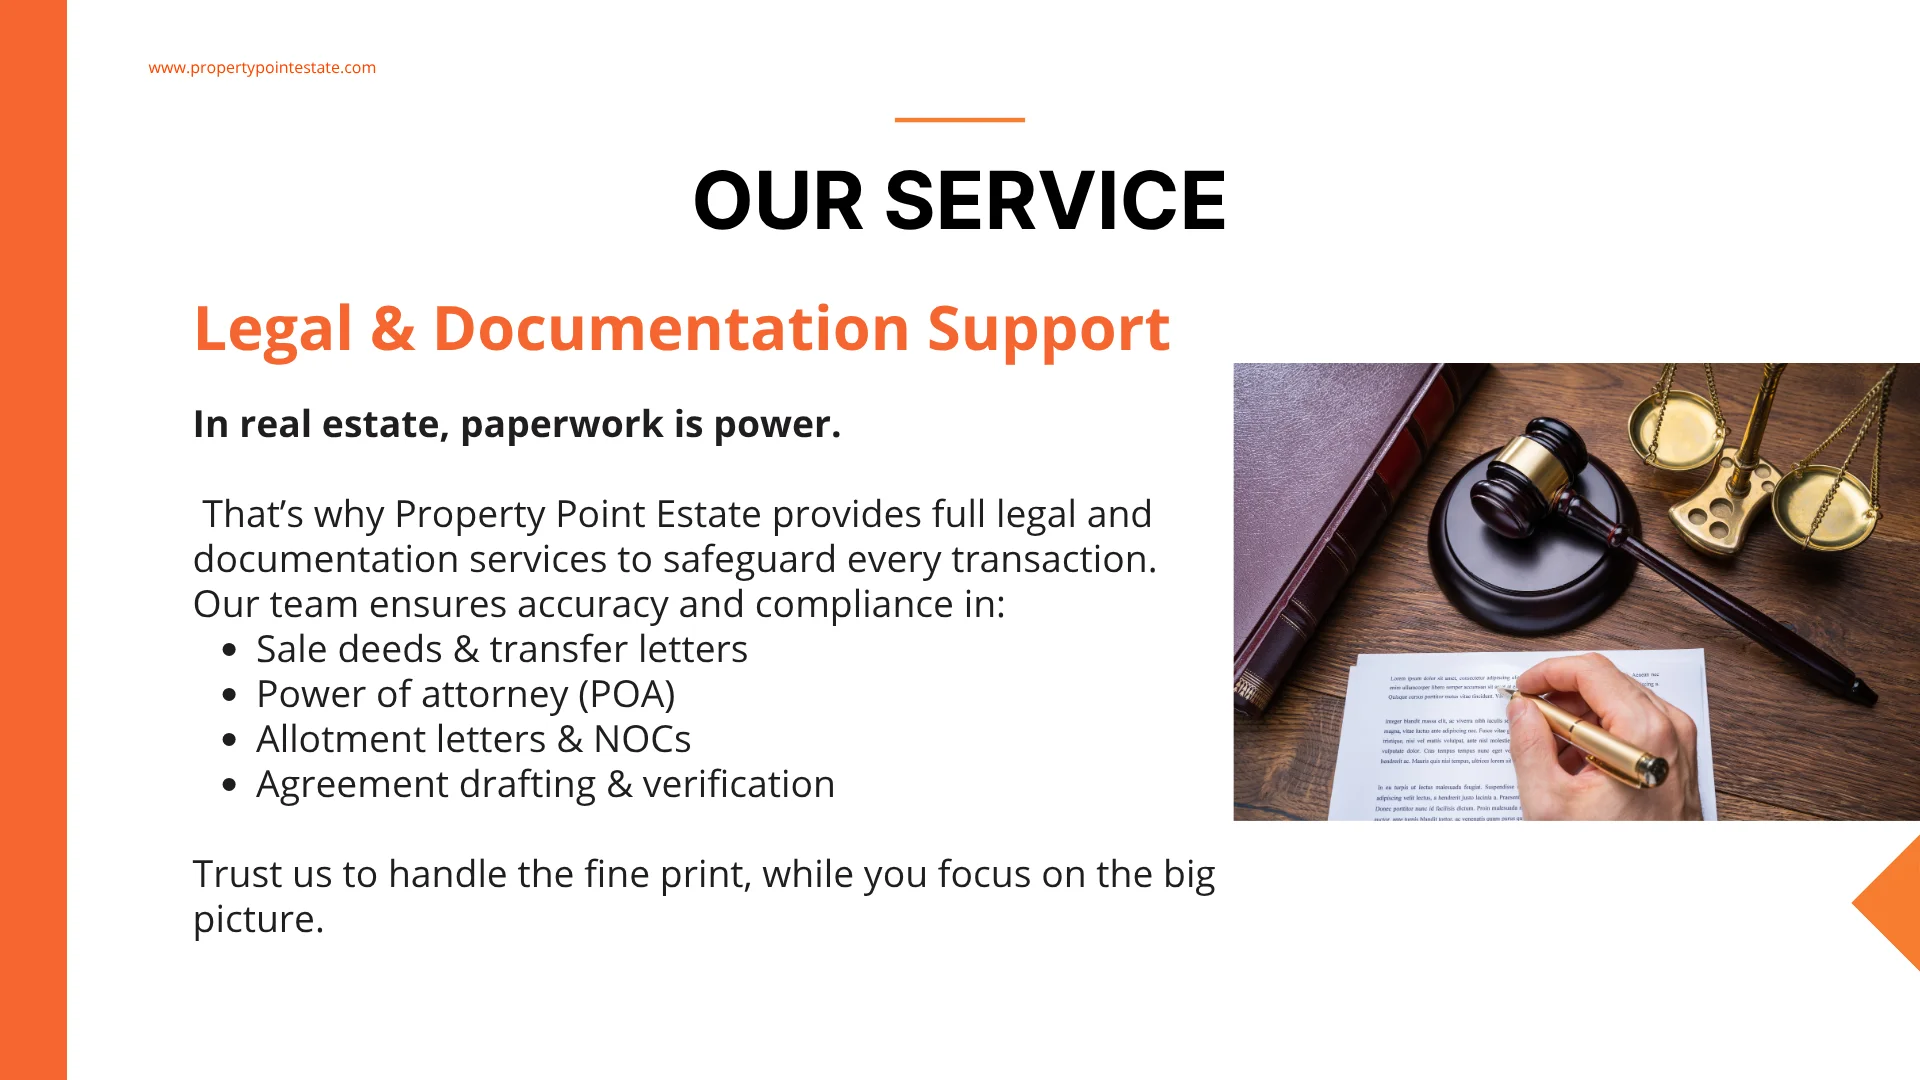 www.propertypointestate.com
OUR SERVICE
Legal & Documentation Support
In real estate, paperwork is power.
That’s why Property Point Estate provides full legal and
documentation services to safeguard every transaction.
Our team ensures accuracy and compliance in:
• Sale deeds & transfer letters
• Power of attorney (POA)
• Allotment letters & NOCs
• Agreement drafting & verification
Trust us to handle the fine print, while you focus on the big
picture.